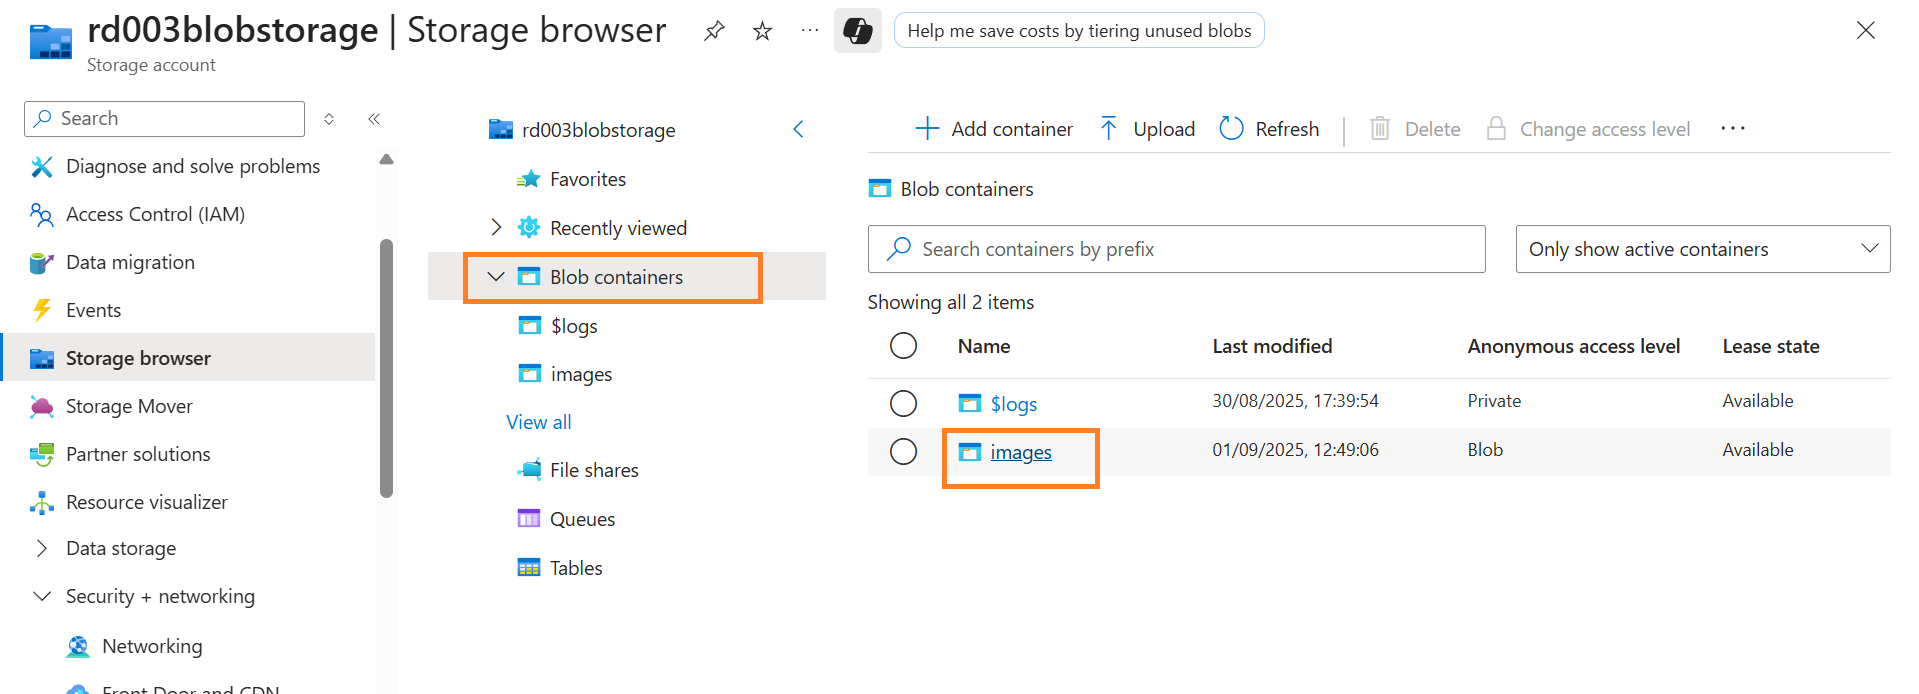 rd003blobstorage | Storage browser
Storage account
Help me save costs by tiering unused blobs
Search
Diagnose and solve problems
Access Control (IAM)
Data migration
Events
Storage browser
Storage Mover
Partner solutions
Resource visualizer
Data storage
Security + networking
Networking
Front Door and CDN
rd003blobstorage
Favorites
Recently viewed
Blob containers
$logs
images
View all
File shares
Queues
Tables
Add container Upload Refresh Delete Change access level
Blob containers
Search containers by prefix
Only show active containers
Showing all 2 items
Name Last modified Anonymous access level Lease state
$logs 30/08/2025, 17:39:54 Private Available
images 01/09/2025, 12:49:06 Blob Available